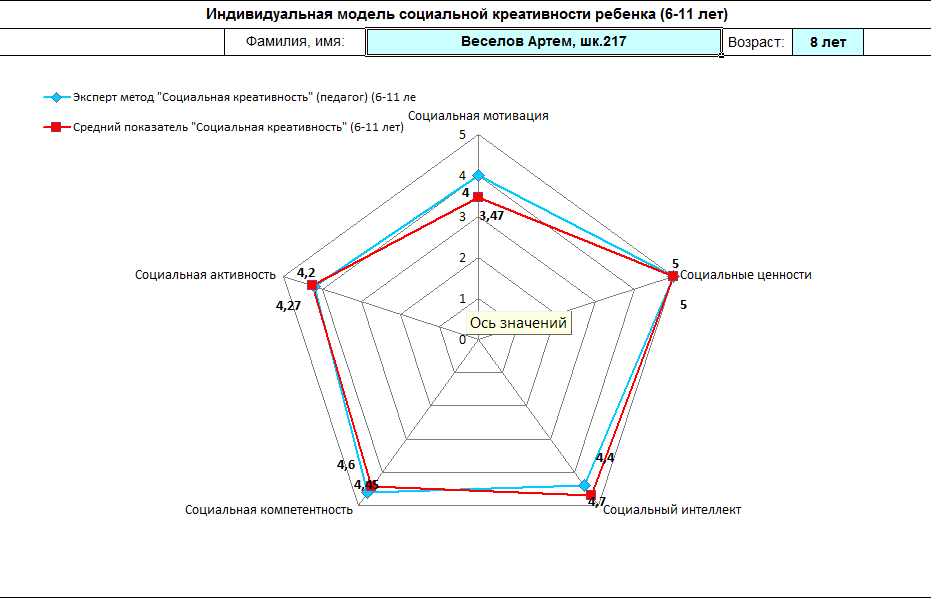 Индивидуальная модель социальной креативности ребенка (6-11 лет)
Фамилия, имя: Веселов Артем, шк.217 Возраст: 8 лет
Эксперт метод "Социальная креативность" (педагог) (6-11 ле
Средний показатель "Социальная креативность" (6-11 лет)
Социальная мотивация
5
4
4
3,47
3
2
1
Ось значений
0
Социальная активность
4,2
4,27
5
Социальные ценности
5
4,6
4,45
4,4
4,7
Социальная компетентность
Социальный интеллект